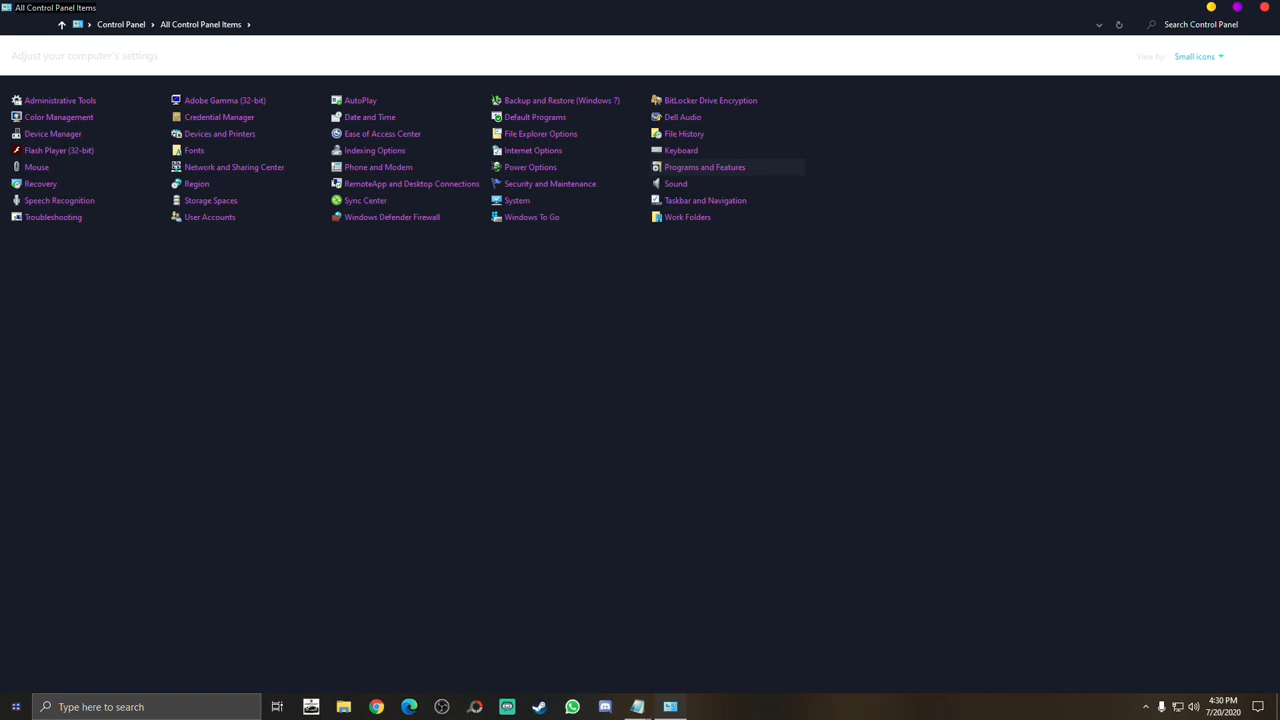 All Control Panel Items
Control Panel › All Control Panel Items ›
Search Control Panel
Adjust your computer's settings
View by: Small icons
Administrative Tools
Adobe Gamma (32-bit)
AutoPlay
Backup and Restore (Windows 7)
BitLocker Drive Encryption
Color Management
Credential Manager
Date and Time
Default Programs
Dell Audio
Device Manager
Devices and Printers
Ease of Access Center
File Explorer Options
File History
Flash Player (32-bit)
Fonts
Indexing Options
Internet Options
Keyboard
Mouse
Network and Sharing Center
Phone and Modem
Power Options
Programs and Features
Recovery
Region
RemoteApp and Desktop Connections
Security and Maintenance
Sound
Speech Recognition
Storage Spaces
Sync Center
System
Taskbar and Navigation
Troubleshooting
User Accounts
Windows Defender Firewall
Windows To Go
Work Folders
Type here to search
4:30 PM
7/20/2020